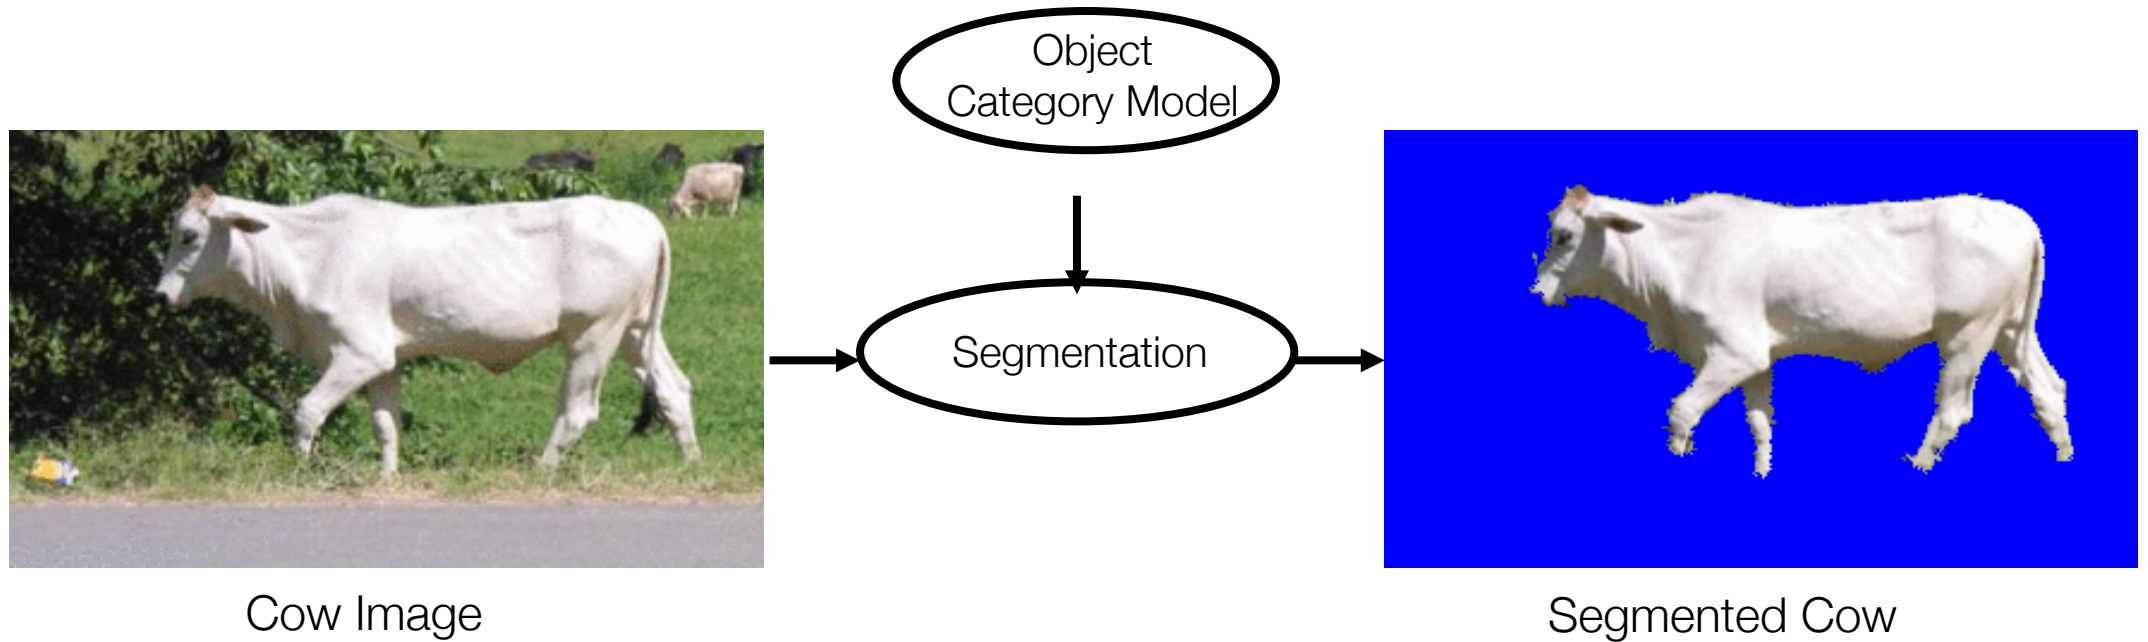 Object
Category Model
Segmentation
Cow Image
Segmented Cow